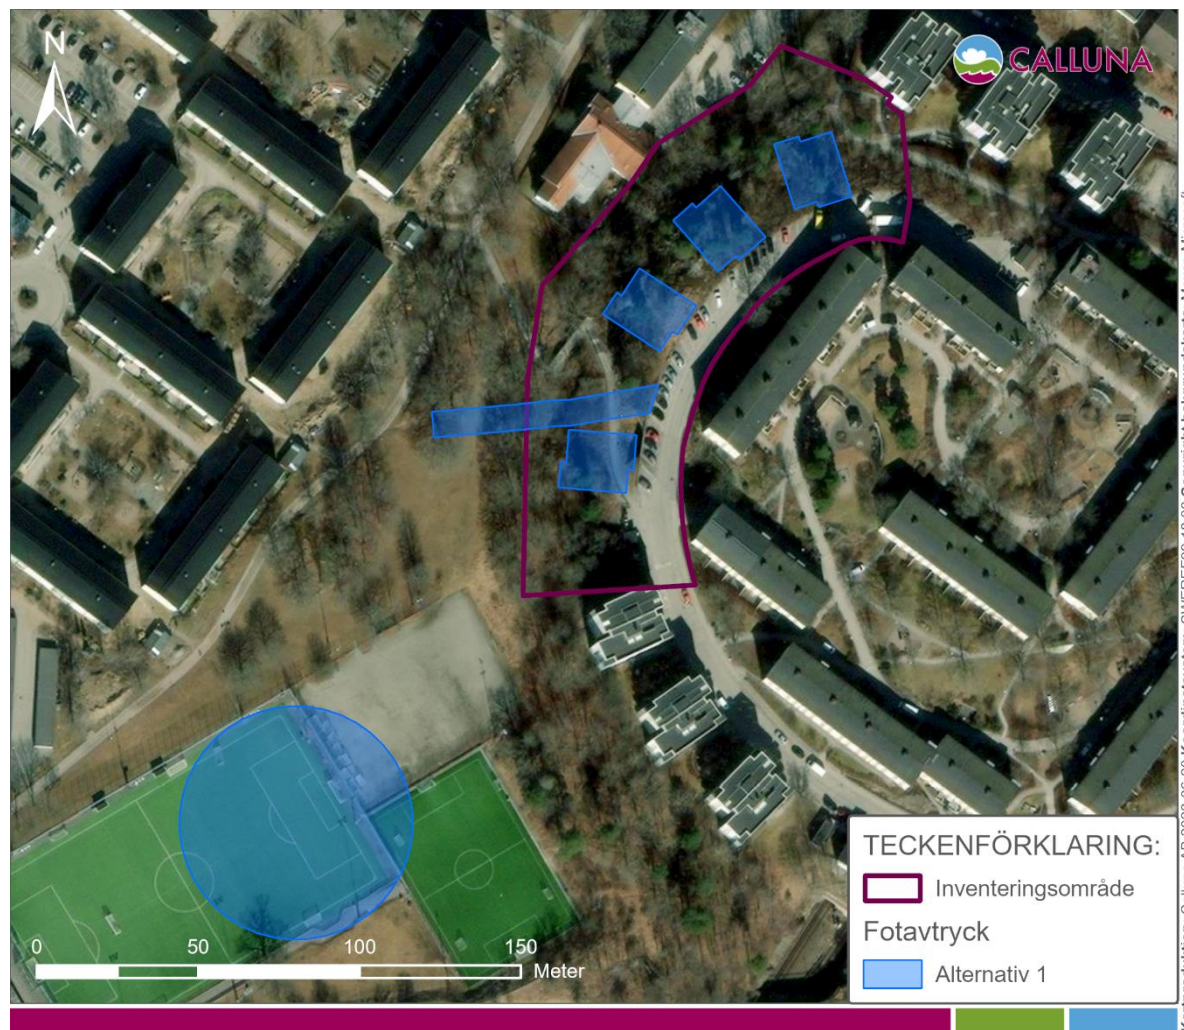 N
CALLUNA
TECKENFÖRKLARING:
Inventeringsområde
Fotavtryck
Alternativ 1
0 50 100 150
Meter